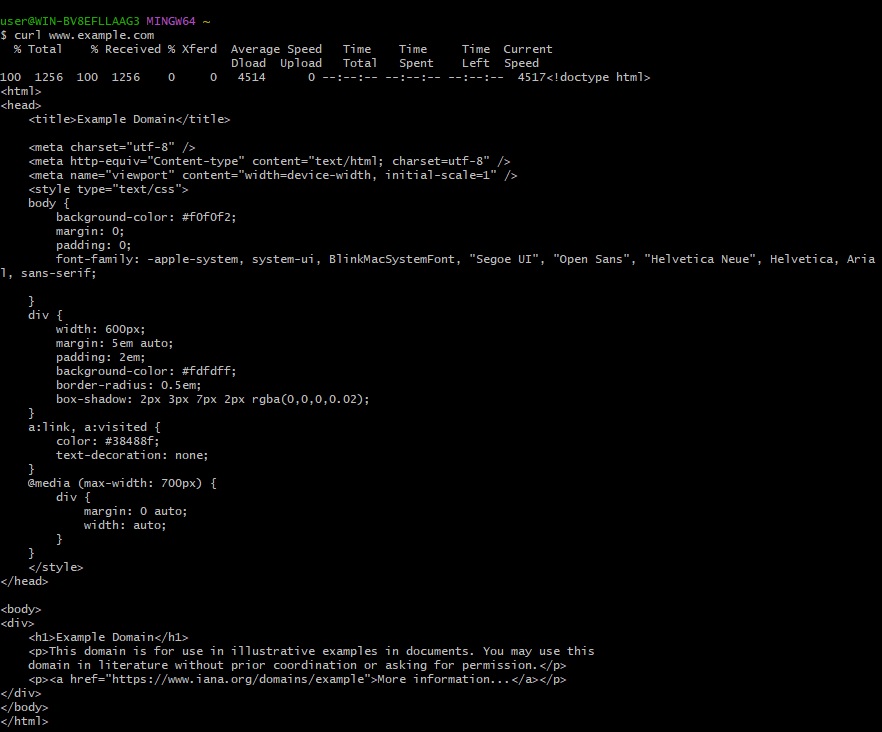 user@WIN-BV8EFLLAAG3 MINGW64 ~
$ curl www.example.com
  % Total    % Received % Xferd  Average Speed   Time    Time     Time  Current
                                 Dload  Upload   Total   Spent    Left  Speed
100  1256  100  1256    0     0   4514      0 --:--:-- --:--:-- --:--:--  4517<!doctype html>
<html>
<head>
    <title>Example Domain</title>

    <meta charset="utf-8" />
    <meta http-equiv="Content-type" content="text/html; charset=utf-8" />
    <meta name="viewport" content="width=device-width, initial-scale=1" />
    <style type="text/css">
    body {
        background-color: #f0f0f2;
        margin: 0;
        padding: 0;
        font-family: -apple-system, system-ui, BlinkMacSystemFont, "Segoe UI", "Open Sans", "Helvetica Neue", Helvetica, Aria
l, sans-serif;

    }
    div {
        width: 600px;
        margin: 5em auto;
        padding: 2em;
        background-color: #fdfdff;
        border-radius: 0.5em;
        box-shadow: 2px 3px 7px 2px rgba(0,0,0,0.02);
    }
    a:link, a:visited {
        color: #38488f;
        text-decoration: none;
    }
    @media (max-width: 700px) {
        div {
            margin: 0 auto;
            width: auto;
        }
    }
    </style>
</head>

<body>
<div>
    <h1>Example Domain</h1>
    <p>This domain is for use in illustrative examples in documents. You may use this
    domain in literature without prior coordination or asking for permission.</p>
    <p><a href="https://www.iana.org/domains/example">More information...</a></p>
</div>
</body>
</html>